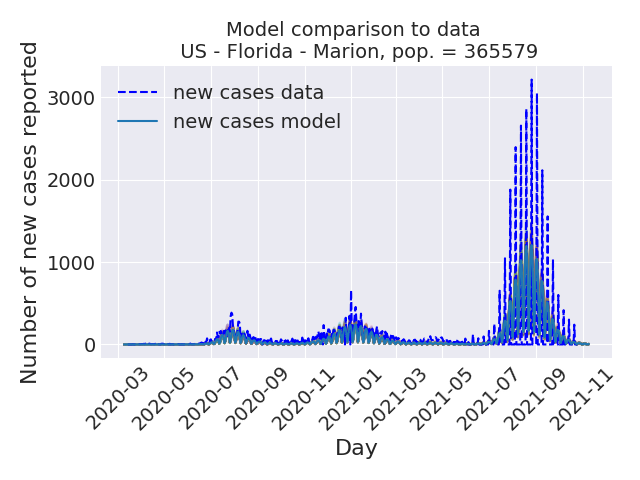 Model comparison to data
US - Florida - Marion, pop. = 365579
Number of new cases reported
3000
2000
1000
0
new cases data
new cases model
2020-03
2020-05
2020-07
2020-09
2020-11
2021-01
2021-03
2021-05
2021-07
2021-09
2021-11
Day